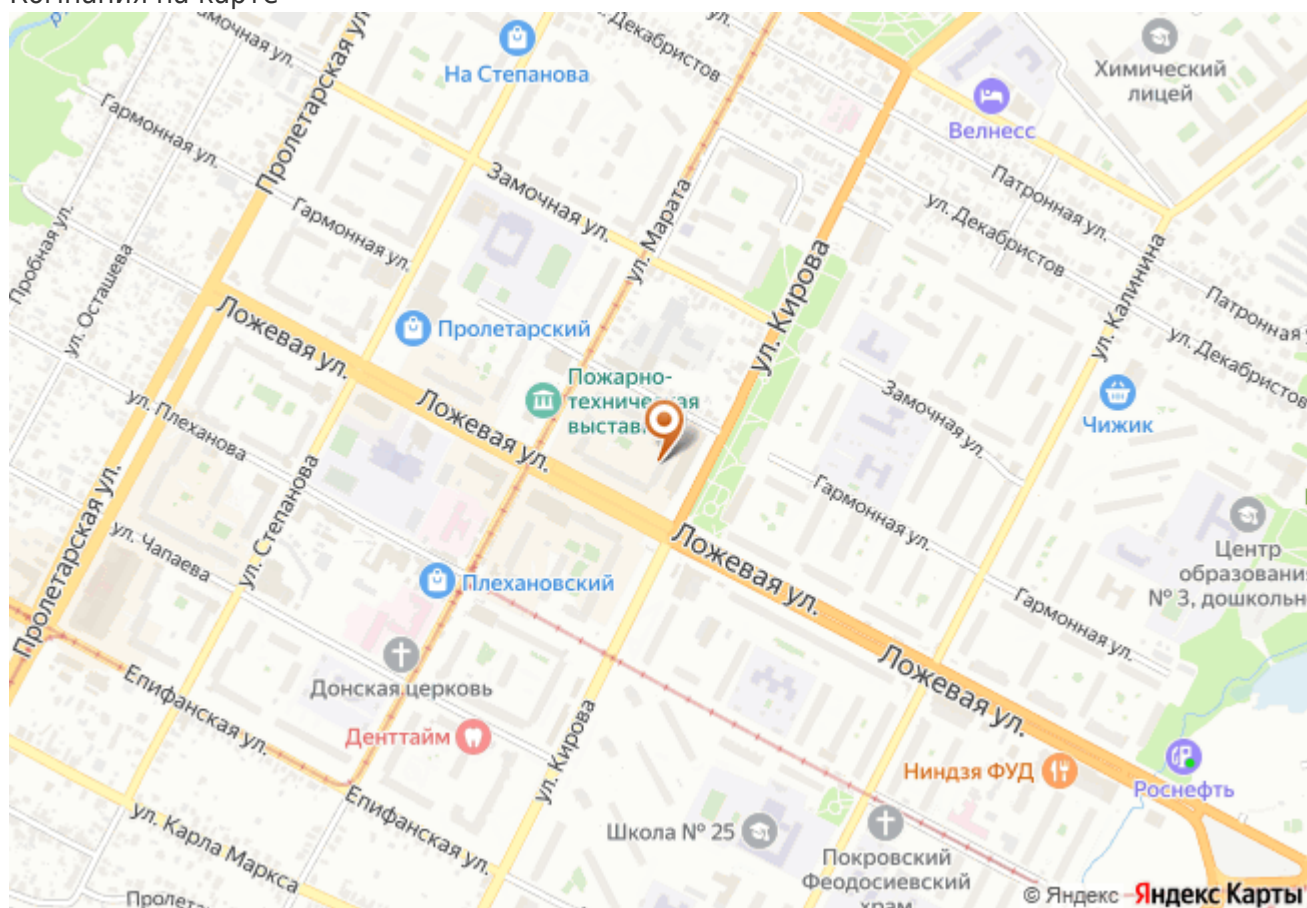 Компания на карте
Замочная ул.
Пролетарская ул.
На Степанова
ул. Декабристов
Химический
лицей
Велнесс
Гармонная ул.
Патронная ул.
Замочная ул.
ул. Марата
ул. Декабристов
Гармонная ул.
Пробная ул.
ул. Осташева
ул. Кирова
ул. Калинина
Патронная
Ложевая ул.
Пролетарский
ул. Декабристов
Пожарно-
техническая
Ложевая ул.
Замочная ул.
Чижик
ул. Плеханова
Гармонная ул.
Пролетарская ул.
ул. Степанова
ул. Чапаева
Ложевая ул.
Центр
образования
№ 3, дошкольн
Плехановский
Гармонная ул.
Донская церковь
Ложевая ул.
Епифанская ул.
Денттайм
ул. Кирова
Ниндзя ФУД
Роснефть
Епифанская ул.
ул. Карла Маркса
Школа № 25
Покровский
Феодосиевский
храм
Пролет
© Яндекс Яндекс Карты